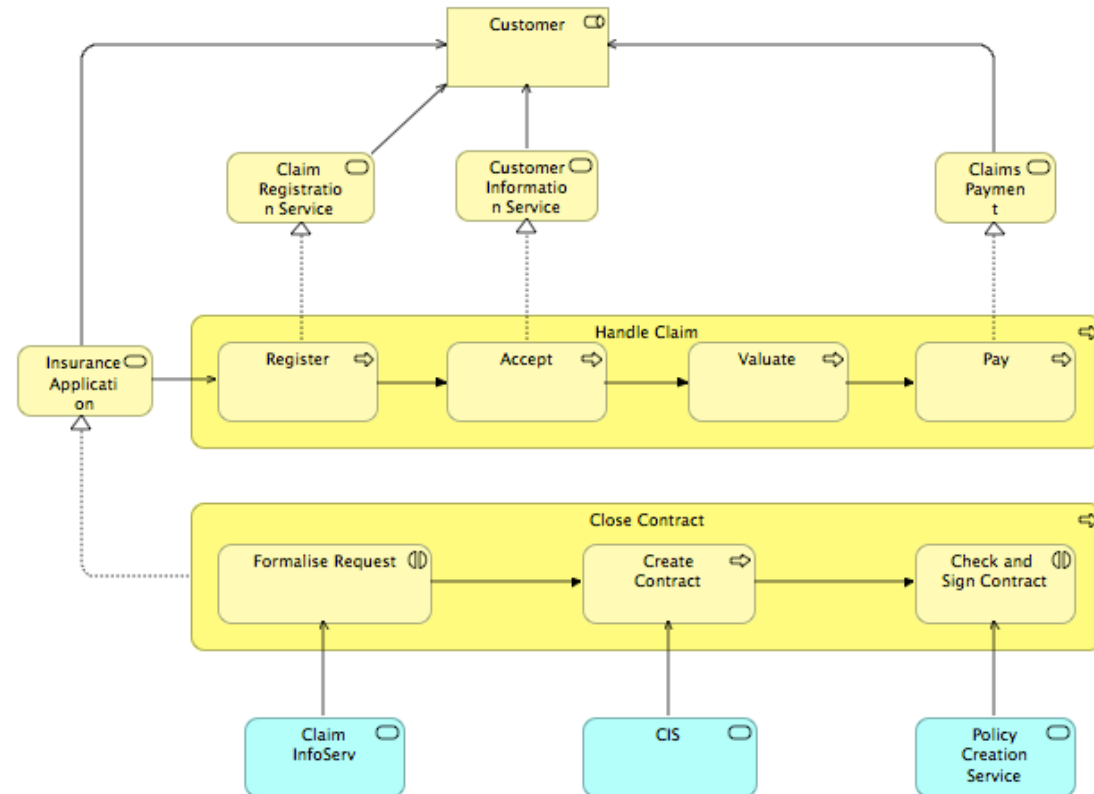 Customer
Claim
Registratio
n Service
Customer
Informatio
n Service
Claims
Paymen
t
Handle Claim
Insurance
Applicati
on
Register
Accept
Valuate
Pay
Close Contract
Formalise Request
Create
Contract
Check and
Sign Contract
Claim
InfoServ
CIS
Policy
Creation
Service